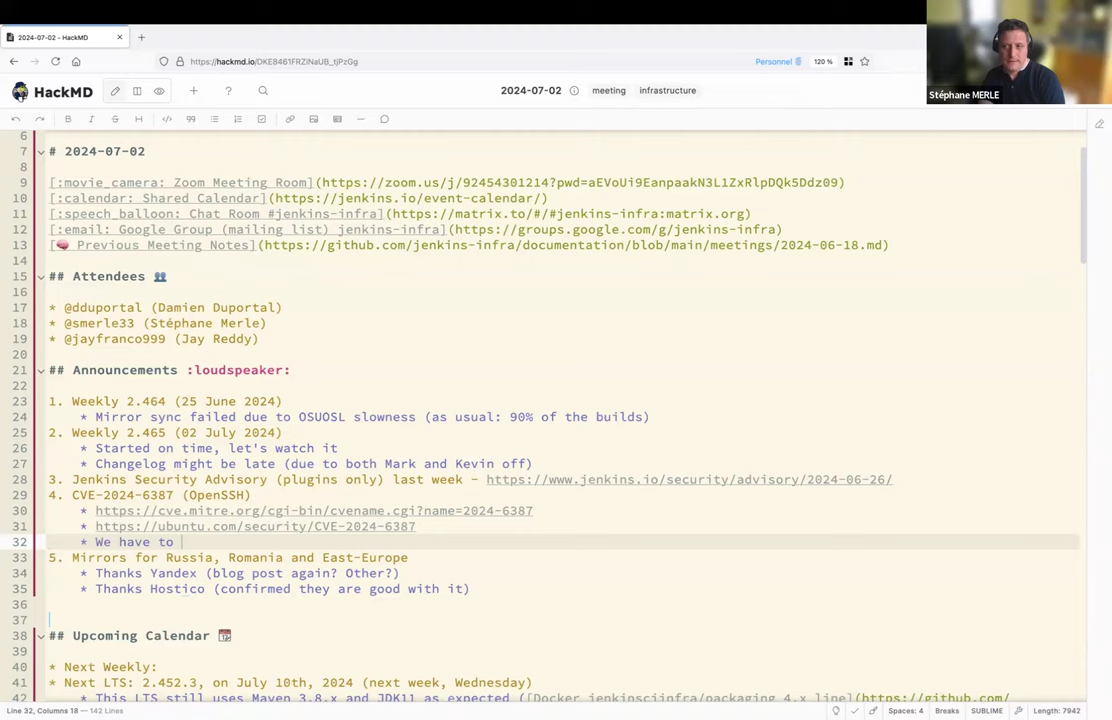 2024-07-02 - HackMD
https://hackmd.io/DKE8461FRZiNaUB_tjPzGg
Personnel
120 %
Stéphane MERLE
HackMD
2024-07-02
meeting
infrastructure
6
7 # 2024-07-02
8
9 [:movie_camera: Zoom Meeting Room](https://zoom.us/j/92454301214?pwd=aEVoUi9EanpaakN3L1ZxRlpDQk5Ddz09)
10 [:calendar: Shared Calendar](https://jenkins.io/event-calendar/)
11 [:speech_balloon: Chat Room #jenkins-infra](https://matrix.to/#/#jenkins-infra:matrix.org)
12 [:email: Google Group (mailing list) jenkins-infra](https://groups.google.com/g/jenkins-infra)
13 [🧠 Previous Meeting Notes](https://github.com/jenkins-infra/documentation/blob/main/meetings/2024-06-18.md)
14
15 ## Attendees 👥
16
17 * @dduportal (Damien Duportal)
18 * @smerle33 (Stéphane Merle)
19 * @jayfranco999 (Jay Reddy)
20
21 ## Announcements :loudspeaker:
22
23 1. Weekly 2.464 (25 June 2024)
24 * Mirror sync failed due to OSUOSL slowness (as usual: 90% of the builds)
25 2. Weekly 2.465 (02 July 2024)
26 * Started on time, let's watch it
27 * Changelog might be late (due to both Mark and Kevin off)
28 3. Jenkins Security Advisory (plugins only) last week - https://www.jenkins.io/security/advisory/2024-06-26/
29 4. CVE-2024-6387 (OpenSSH)
30 * https://cve.mitre.org/cgi-bin/cvename.cgi?name=2024-6387
31 * https://ubuntu.com/security/CVE-2024-6387
32 * We have to
33 5. Mirrors for Russia, Romania and East-Europe
34 * Thanks Yandex (blog post again? Other?)
35 * Thanks Hostico (confirmed they are good with it)
36
37
38 ## Upcoming Calendar 📆
39
40 * Next Weekly:
41 * Next LTS: 2.452.3, on July 10th, 2024 (next week, Wednesday)
42 * This LTS still uses Maven 3.8.x and JDK11 as expected ([Docker jenkinsciinfra/packaging 4.x line](https://github.com/
Line 32, Columns 18 — 142 Lines
Spaces: 4
Breaks
SUBLIME
Length: 7942